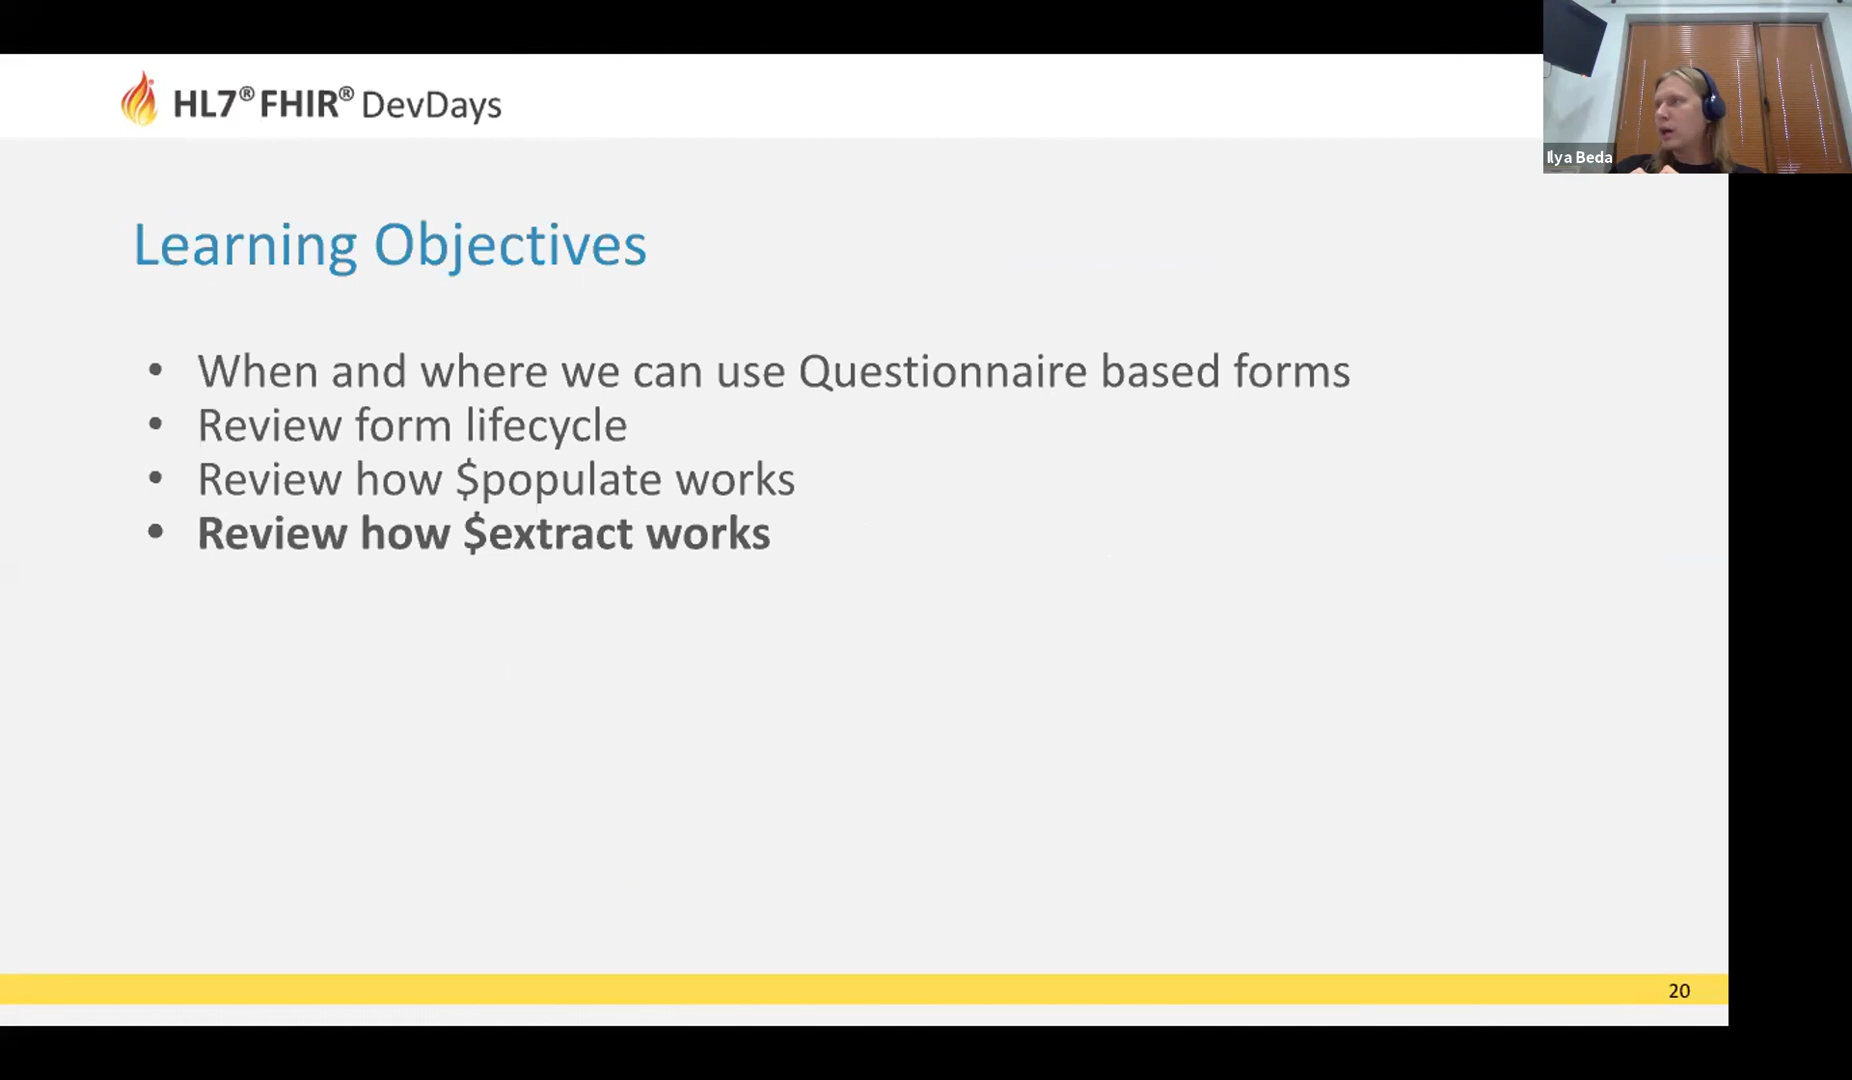 HL7® FHIR® DevDays
Ilya Beda
Learning Objectives
• When and where we can use Questionnaire based forms
• Review form lifecycle
• Review how $populate works
• Review how $extract works
20